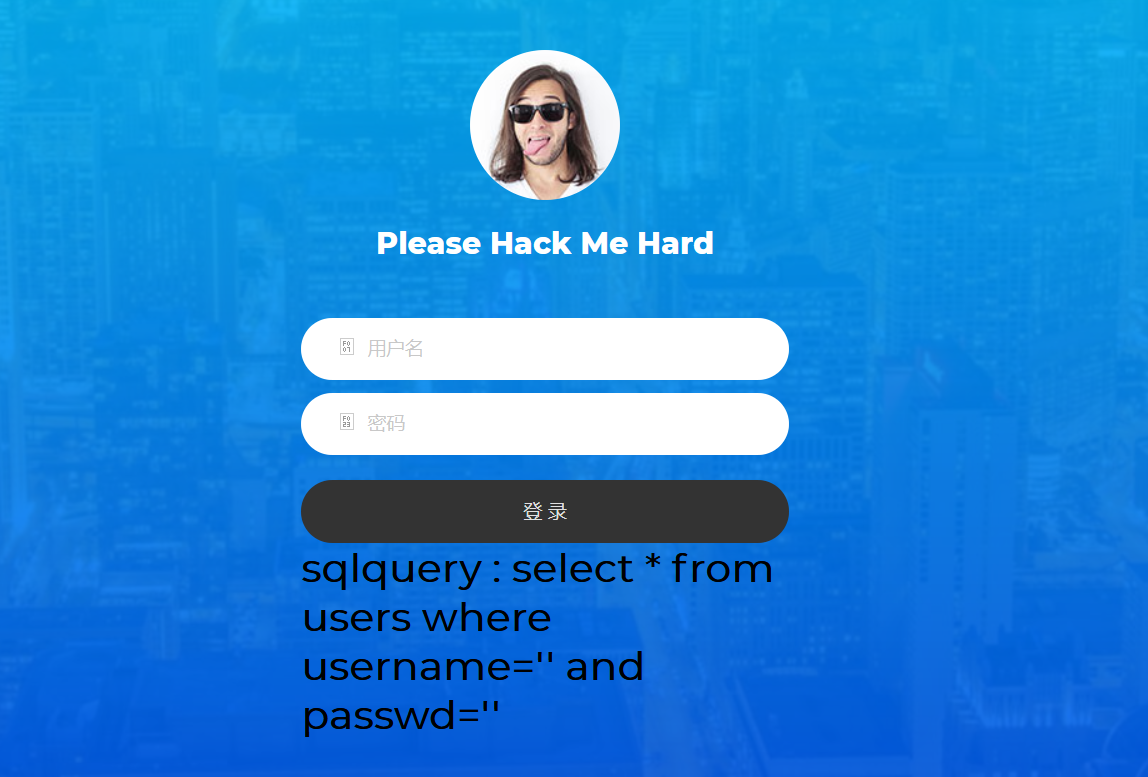 Please Hack Me Hard
用户名
密码
登 录
sqlquery : select * from
users where
username='' and
passwd=''